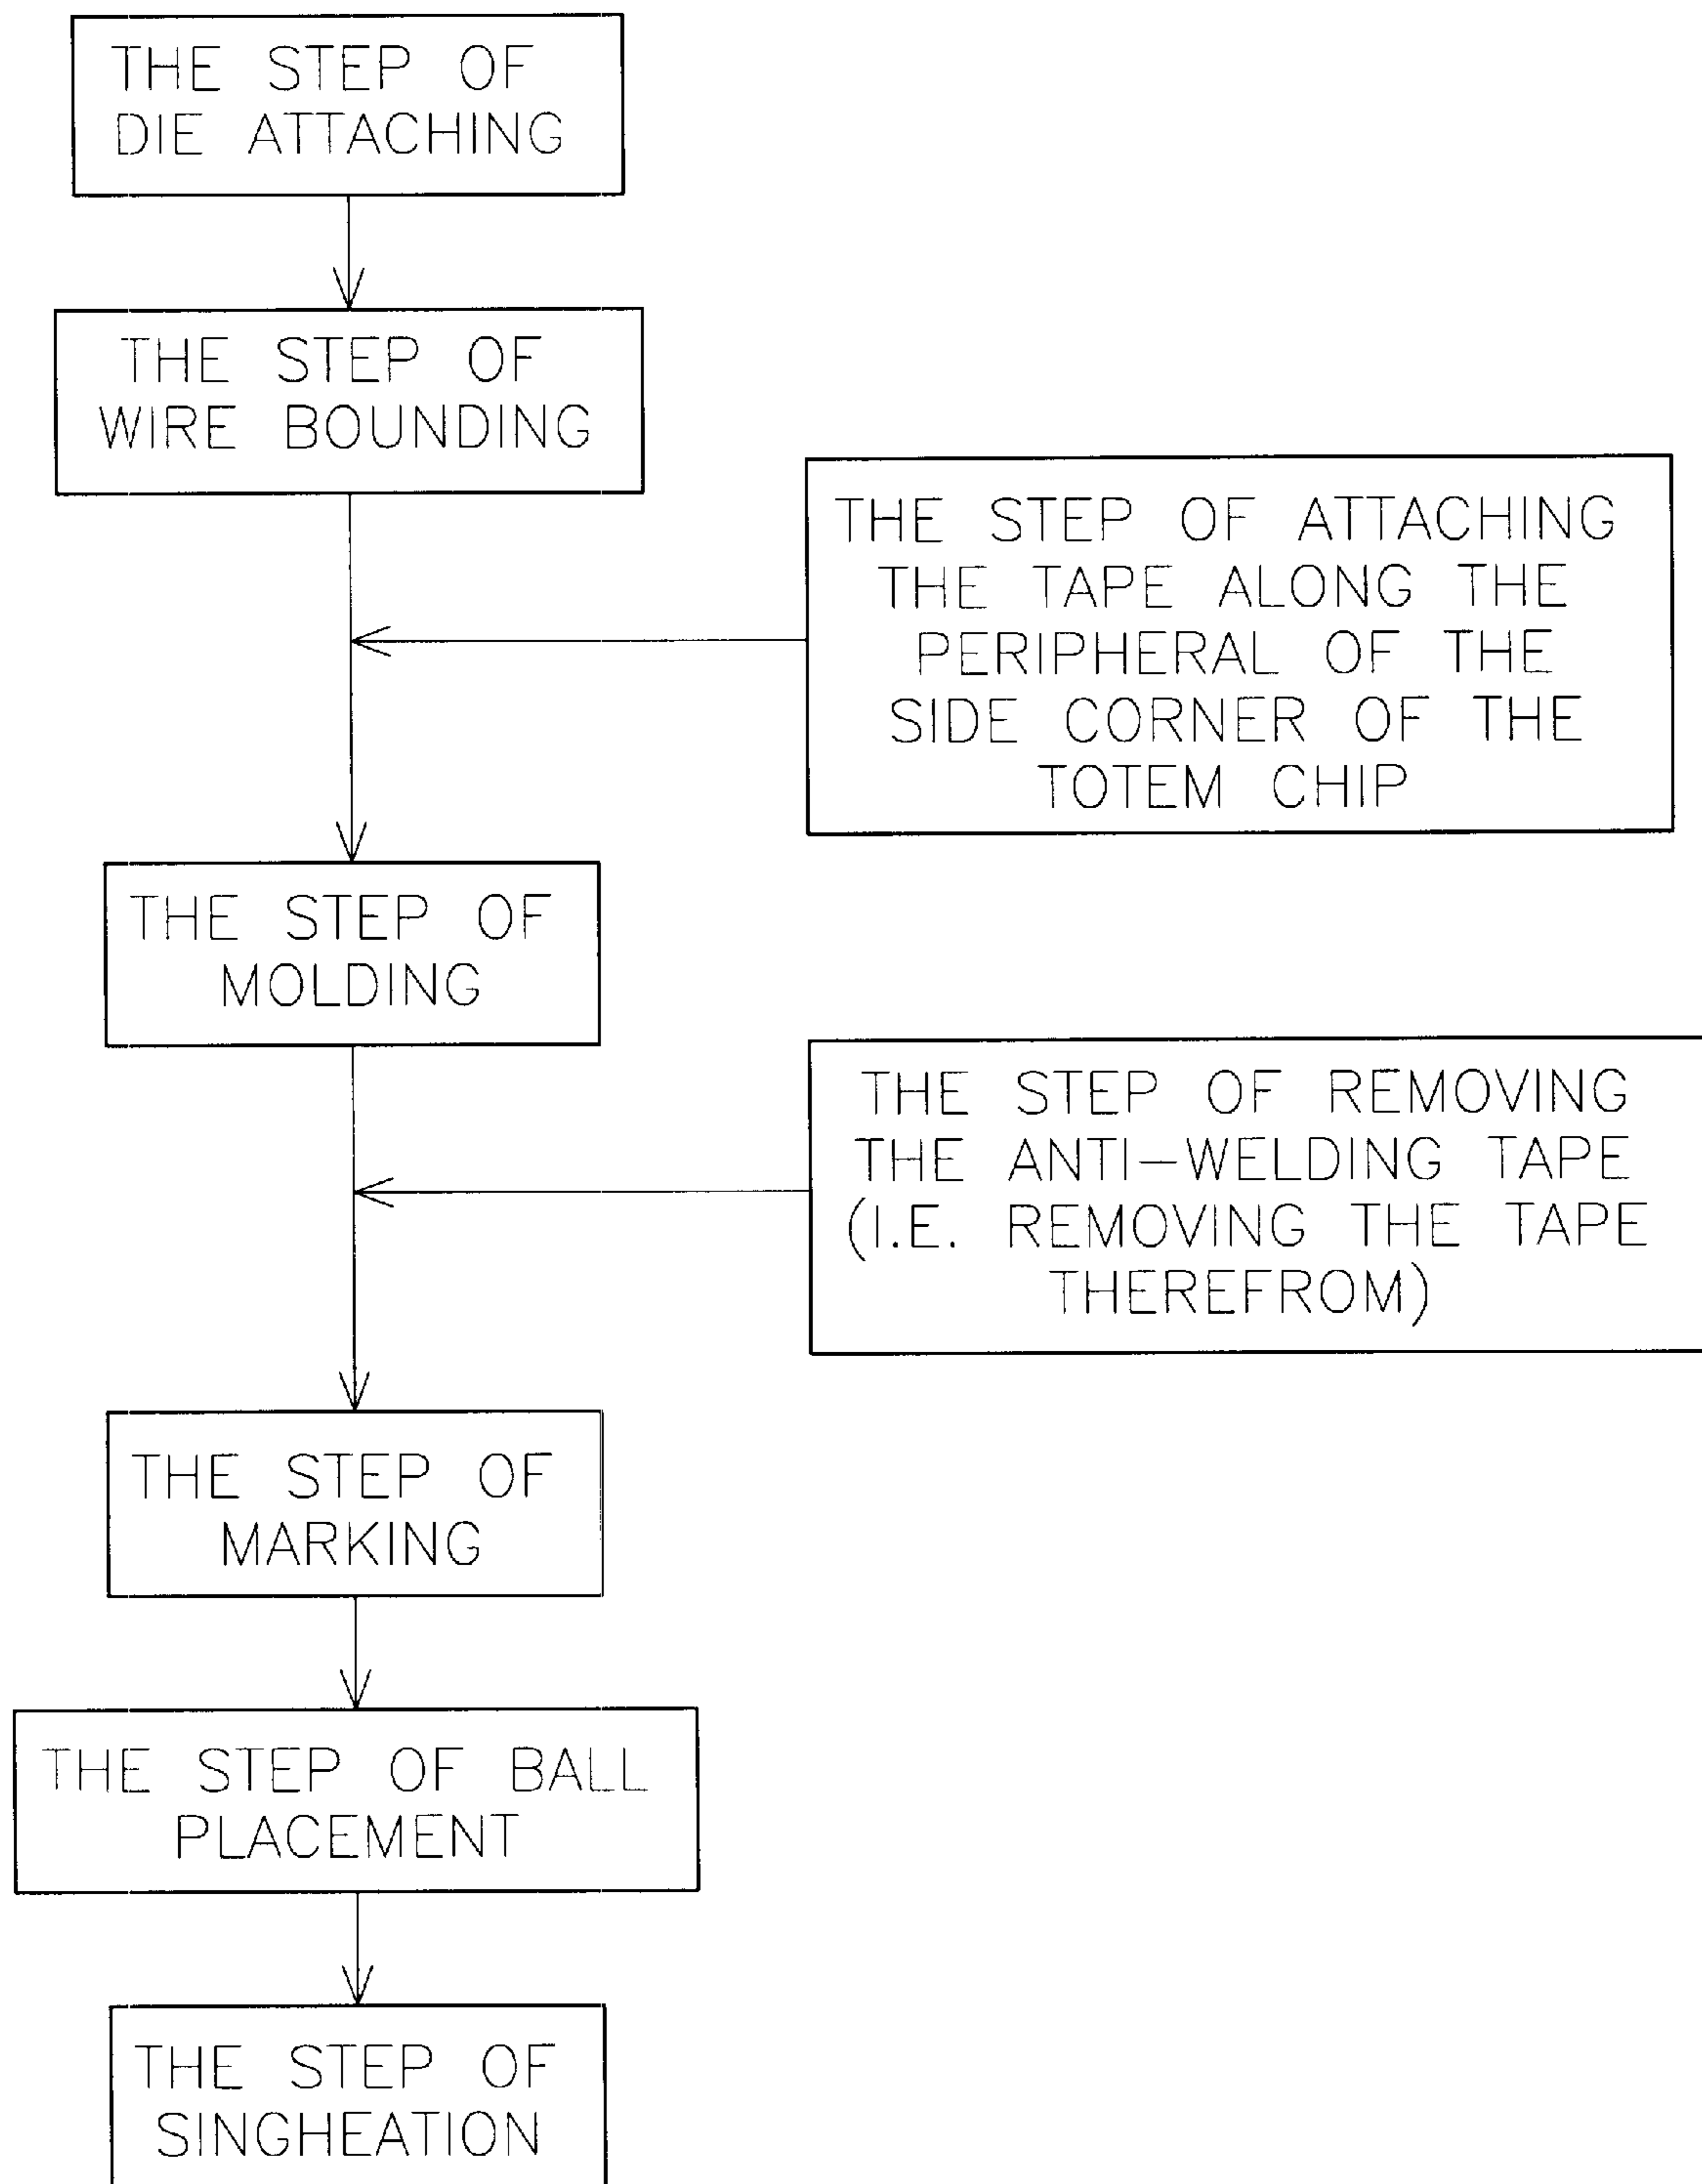 THE STEP OF
DIE ATTACHING
THE STEP OF
WIRE BOUNDING
THE STEP OF ATTACHING
THE TAPE ALONG THE
PERIPHERAL OF THE
SIDE CORNER OF THE
TOTEM CHIP
THE STEP OF
MOLDING
THE STEP OF REMOVING
THE ANTI-WELDING TAPE
(I.E. REMOVING THE TAPE
THEREFROM)
THE STEP OF
MARKING
THE STEP OF BALL
PLACEMENT
THE STEP OF
SINGHEATION